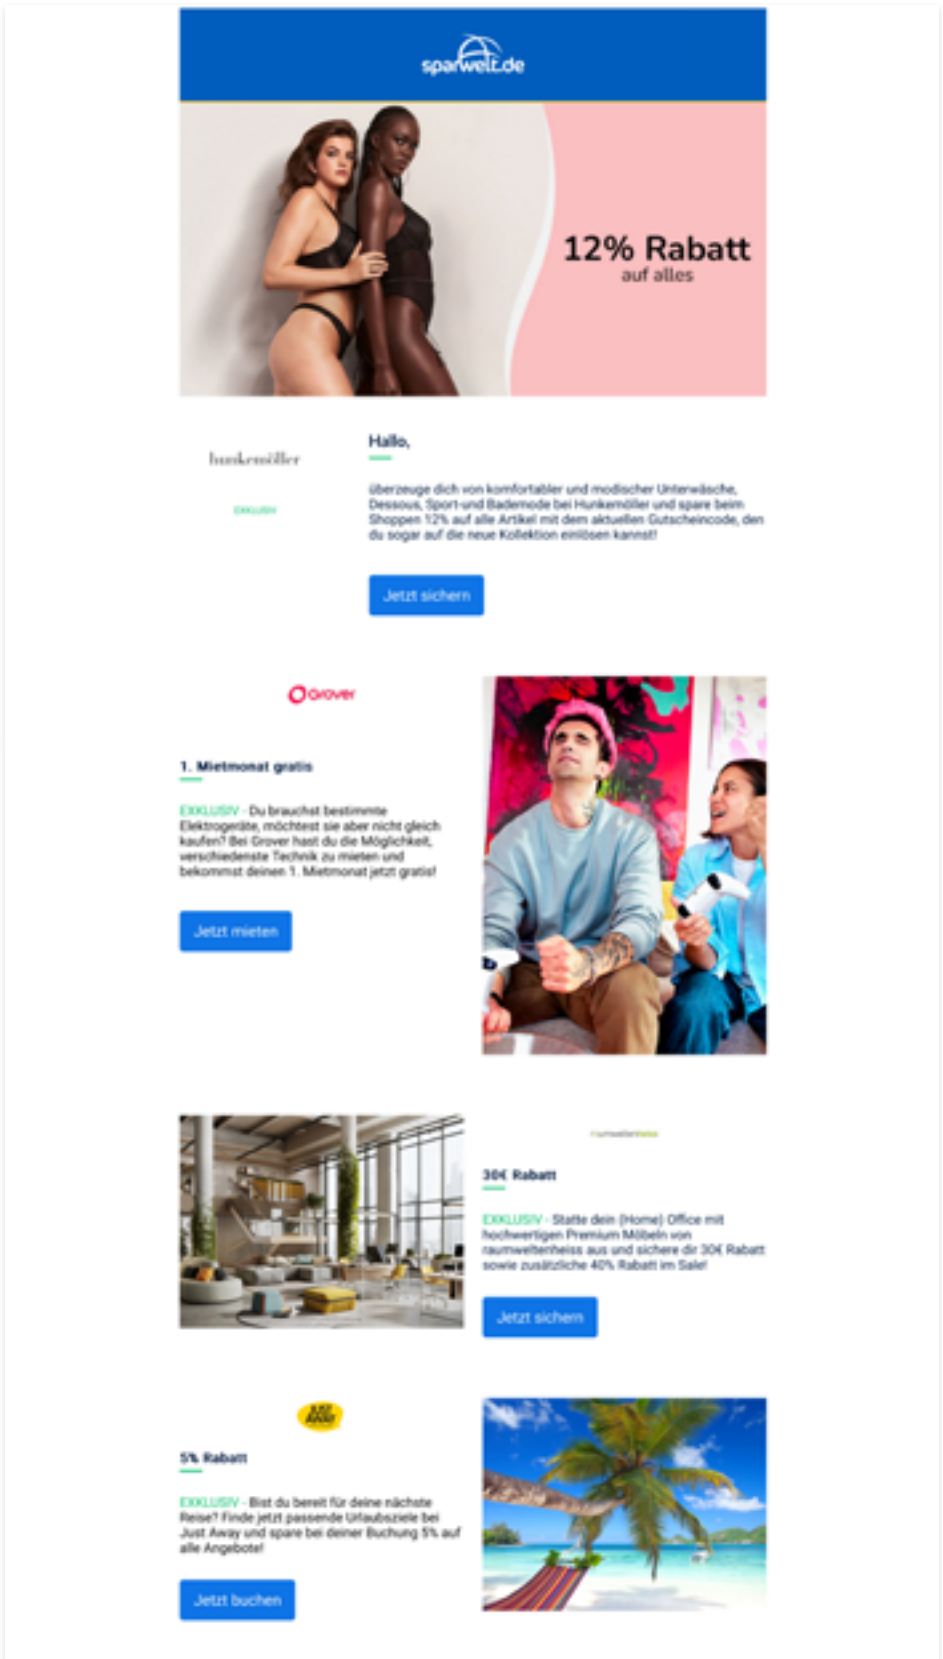 sparwelt.de
12% Rabatt
auf alles
hunkemöller
EXKLUSIV
Hallo,
überzeuge dich von komfortabler und modischer Unterwäsche,
Dessous, Sport-und Bademode bei Hunkemöller und spare beim
Shoppen 12% auf alle Artikel mit dem aktuellen Gutscheincode, den
du sogar auf die neue Kollektion einlösen kannst!
Jetzt sichern
Grover
1. Mietmonat gratis
EXKLUSIV - Du brauchst bestimmte
Elektrogeräte, möchtest sie aber nicht gleich
kaufen? Bei Grover hast du die Möglichkeit,
verschiedenste Technik zu mieten und
bekommst deinen 1. Mietmonat jetzt gratis!
Jetzt mieten
raumweltenheiss
30€ Rabatt
EXKLUSIV - Statte dein (Home) Office mit
hochwertigen Premium Möbeln von
raumweltenheiss aus und sichere dir 30€ Rabatt
sowie zusätzliche 40% Rabatt im Sale!
Jetzt sichern
JUST
AWAY
5% Rabatt
EXKLUSIV - Bist du bereit für deine nächste
Reise? Finde jetzt passende Urlaubsziele bei
Just Away und spare bei deiner Buchung 5% auf
alle Angebote!
Jetzt buchen